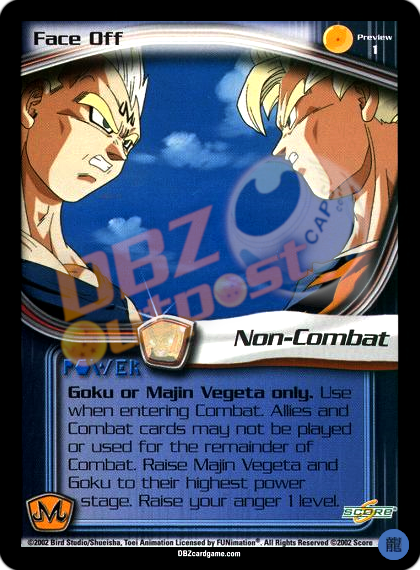 Face Off
Preview
1
DBZ
Outpost
CAPS
.com
Non-Combat
POWER
Goku or Majin Vegeta only. Use
when entering Combat. Allies and
Combat cards may not be played
or used for the remainder of
Combat. Raise Majin Vegeta and
Goku to their highest power
stage. Raise your anger 1 level.
M
SCORE
龍
©2002 Bird Studio/Shueisha, Toei Animation Licensed by FUNimation®. All Rights Reserved ©2002 Score
DBZcardgame.com